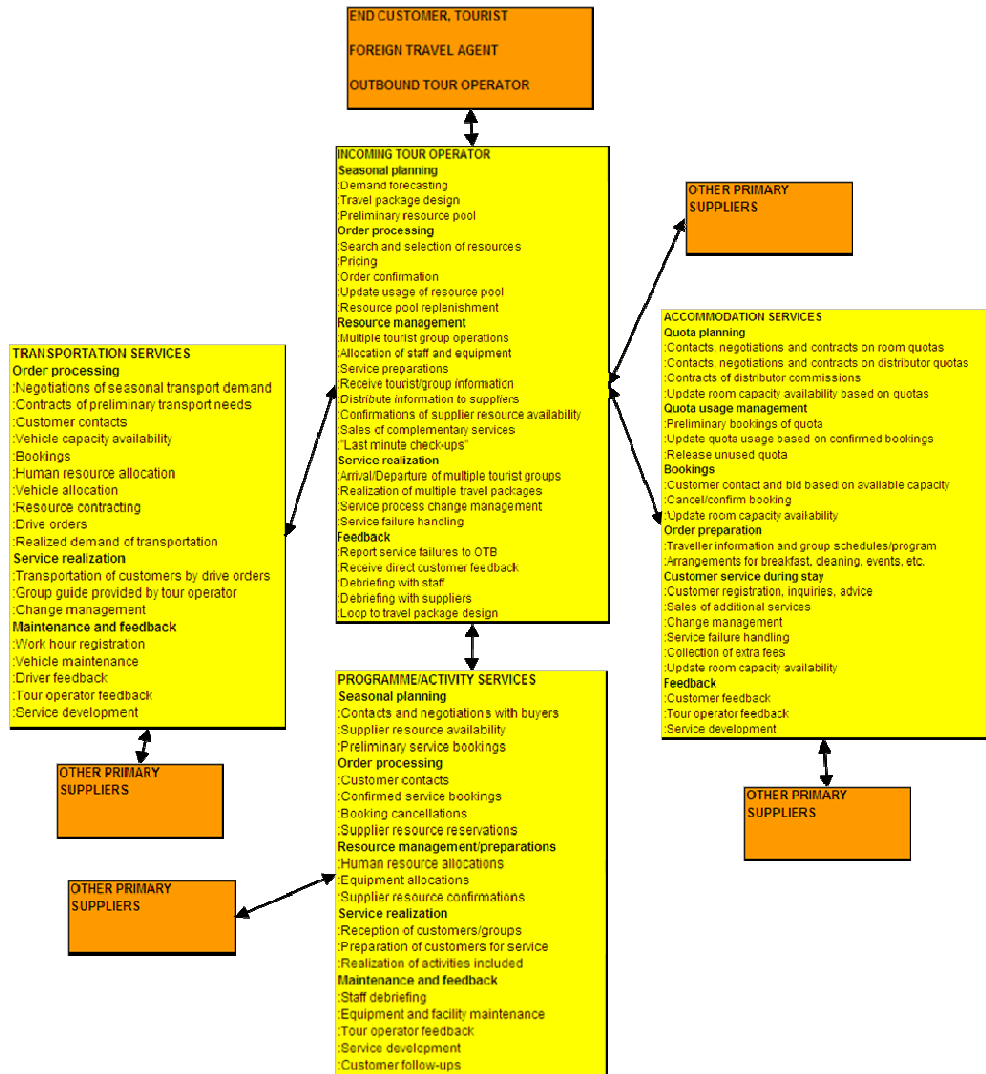 END CUSTOMER, TOURIST
FOREIGN TRAVEL AGENT
OUTBOUND TOUR OPERATOR
INCOMING TOUR OPERATOR
Seasonal planning
:Demand forecasting
:Travel package design
:Preliminary resource pool
Order processing
:Search and selection of resources
:Pricing
:Order confirmation
:Update usage of resource pool
:Resource pool replenishment
Resource management
:Multiple tourist group operations
:Allocation of staff and equipment
:Service preparations
:Receive tourist/group information
:Distribute information to suppliers
:Confirmations of supplier resource availability
:Sales of complementary services
:"Last minute check-ups"
Service realization
:Arrival/Departure of multiple tourist groups
:Realization of multiple travel packages
:Service process change management
:Service failure handling
Feedback
:Report service failures to OTB
:Receive direct customer feedback
:Debriefing with staff
:Debriefing with suppliers
:Loop to travel package design
OTHER PRIMARY
SUPPLIERS
TRANSPORTATION SERVICES
Order processing
:Negotiations of seasonal transport demand
:Contracts of preliminary transport needs
:Customer contacts
:Vehicle capacity availability
:Bookings
:Human resource allocation
:Vehicle allocation
:Resource contracting
:Drive orders
:Realized demand of transportation
Service realization
:Transportation of customers by drive orders
:Group guide provided by tour operator
:Change management
Maintenance and feedback
:Work hour registration
:Vehicle maintenance
:Driver feedback
:Tour operator feedback
:Service development
ACCOMMODATION SERVICES
Quota planning
:Contacts, negotiations and contracts on room quotas
:Contacts, negotiations and contracts on distributor quotas
:Contracts of distributor commissions
:Update room capacity availability based on quotas
Quota usage management
:Preliminary bookings of quota
:Update quota usage based on confirmed bookings
:Release unused quota
Bookings
:Customer contact and bid based on available capacity
:Cancel/confirm booking
:Update room capacity availability
Order preparation
:Traveller information and group schedules/program
:Arrangements for breakfast, cleaning, events, etc.
Customer service during stay
:Customer registration, inquiries, advice
:Sales of additional services
:Change management
:Service failure handling
:Collection of extra fees
:Update room capacity availability
Feedback
:Customer feedback
:Tour operator feedback
:Service development
PROGRAMME/ACTIVITY SERVICES
Seasonal planning
:Contacts and negotiations with buyers
:Supplier resource availability
:Preliminary service bookings
Order processing
:Customer contacts
:Confirmed service bookings
:Booking cancellations
:Supplier resource reservations
Resource management/preparations
:Human resource allocations
:Equipment allocations
:Supplier resource confirmations
Service realization
:Reception of customers/groups
:Preparation of customers for service
:Realization of activities included
Maintenance and feedback
:Staff debriefing
:Equipment and facility maintenance
:Tour operator feedback
:Service development
:Customer follow-ups
OTHER PRIMARY
SUPPLIERS
OTHER PRIMARY
SUPPLIERS
OTHER PRIMARY
SUPPLIERS